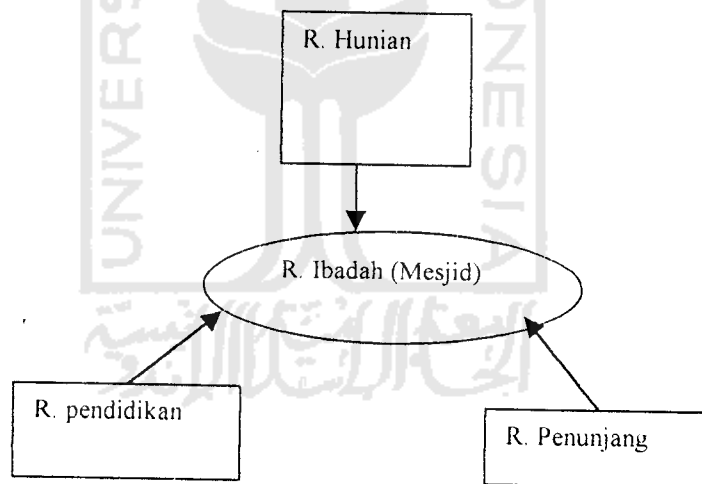 R. Hunian
R. Ibadah (Mesjid)
R. pendidikan
R. Penunjang